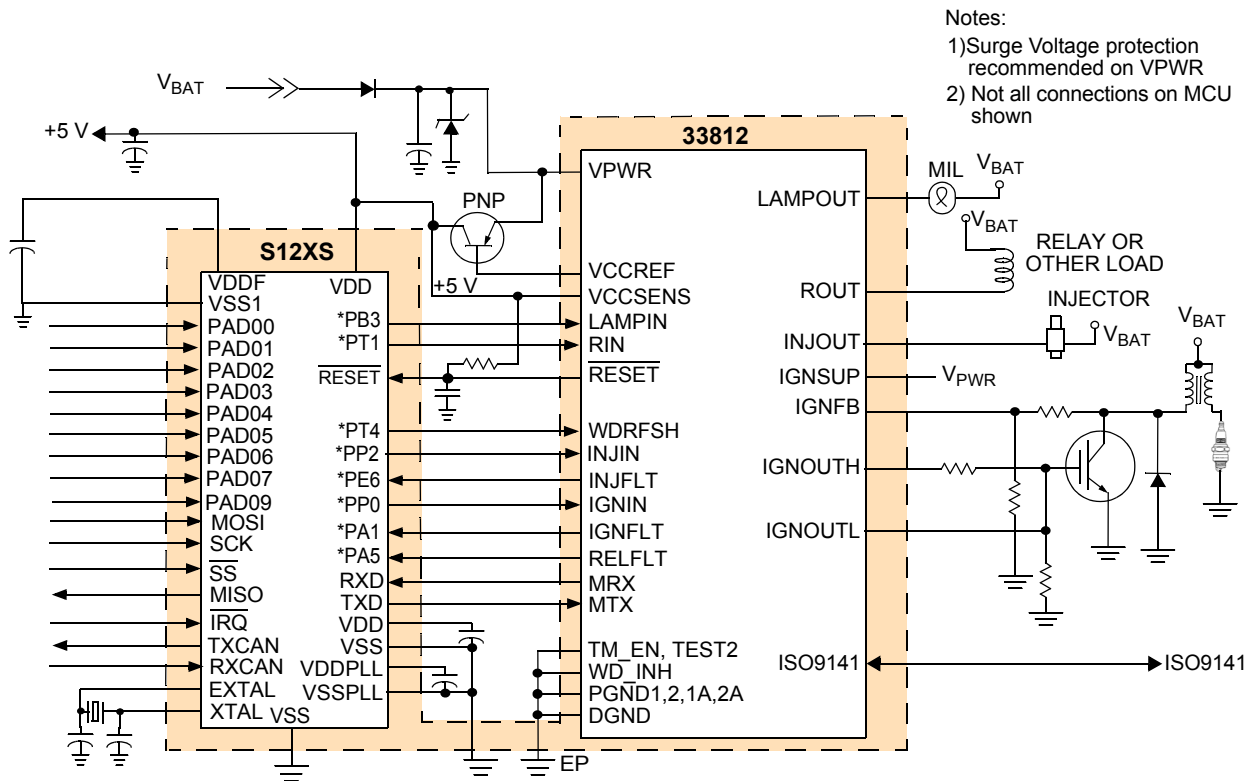 Notes:
1)Surge Voltage protection
recommended on VPWR
2) Not all connections on MCU
shown
VBAT
+5 V
33812
VPWR
MIL
VBAT
LAMPOUT
PNP
VBAT
S12XS
RELAY OR
OTHER LOAD
VDDF
VDD
+5 V
VCCREF
VCCSENS
ROUT
INJECTOR
VSS1
PAD00
*PB3
LAMPIN
VBAT
PAD01
*PT1
RIN
INJOUT
VBAT
PAD02
RESET
RESET
IGNSUP
VPWR
PAD03
IGNFB
PAD04
PAD05
*PT4
WDRFSH
PAD06
*PP2
INJIN
IGNOUTH
PAD07
*PE6
INJFLT
PAD09
*PP0
IGNIN
MOSI
*PA1
IGNFLT
IGNOUTL
SCK
*PA5
RELFLT
SS
RXD
MRX
MISO
TXD
MTX
IRQ
VDD
TXCAN
VSS
TM_EN, TEST2
RXCAN
VDDPLL
WD_INH
ISO9141
ISO9141
EXTAL
VSSPLL
PGND1,2,1A,2A
XTAL
VSS
DGND
EP